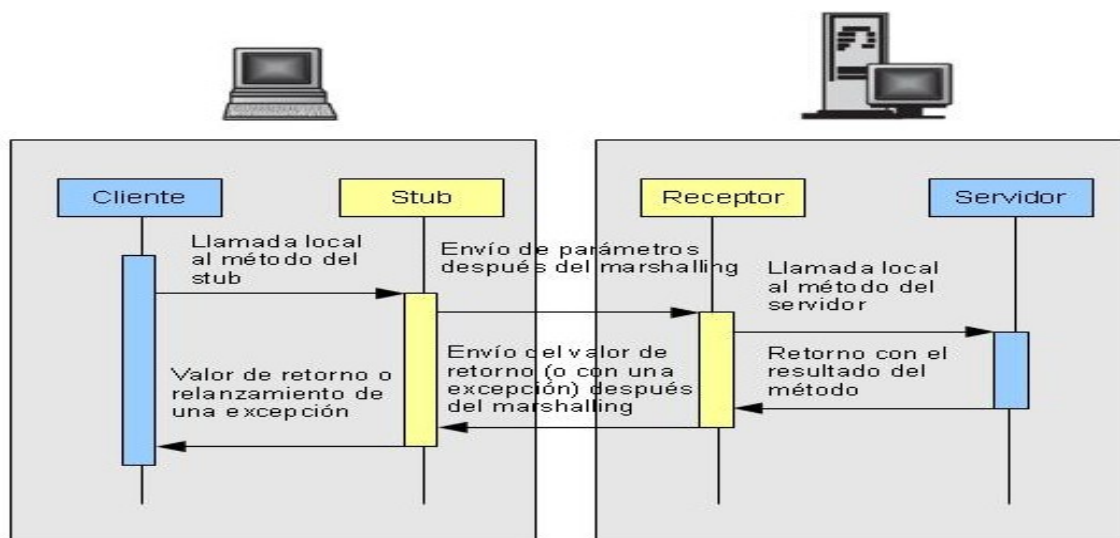 Cliente
Stub
Receptor
Servidor
Llamada local
al método del
stub
Envío de parámetros
después del marshalling
Llamada local
al método del
servidor
Valor de retorno o
relanzamiento de
una excepción
Envío del valor de
retorno (o con una
excepción) después
del marshalling
Retorno con el
resultado del
método